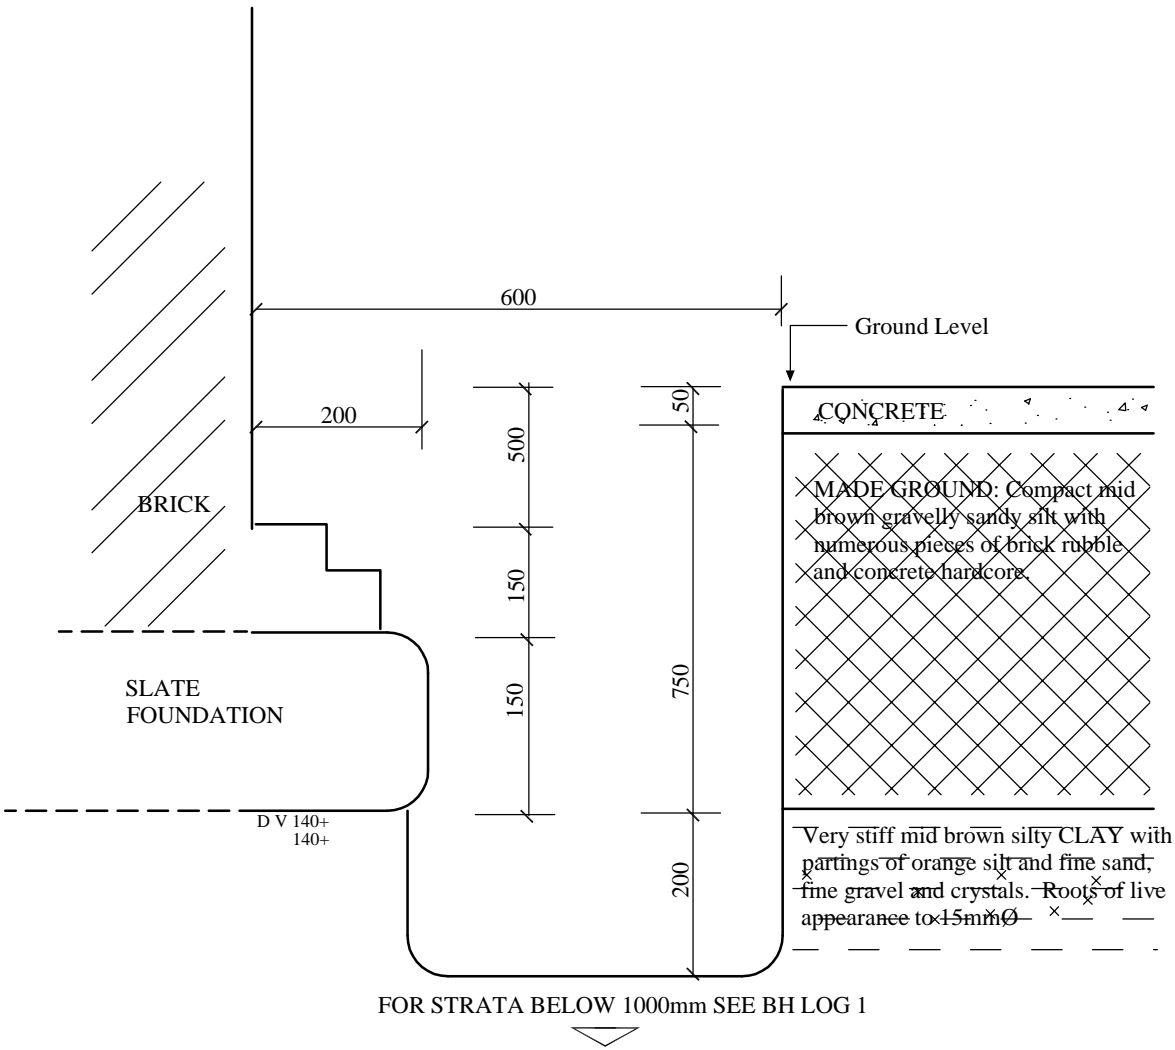 600
Ground Level
200
500
50
CONCRETE
BRICK
MADE GROUND: Compact mid
brown gravelly sandy silt with
numerous pieces of brick rubble
and concrete hardcore.
150
150
750
SLATE
FOUNDATION
D V 140+
140+
200
Very stiff mid brown silty CLAY with
partings of orange silt and fine sand,
fine gravel and crystals. Roots of live
appearance to 15mmØ
FOR STRATA BELOW 1000mm SEE BH LOG 1